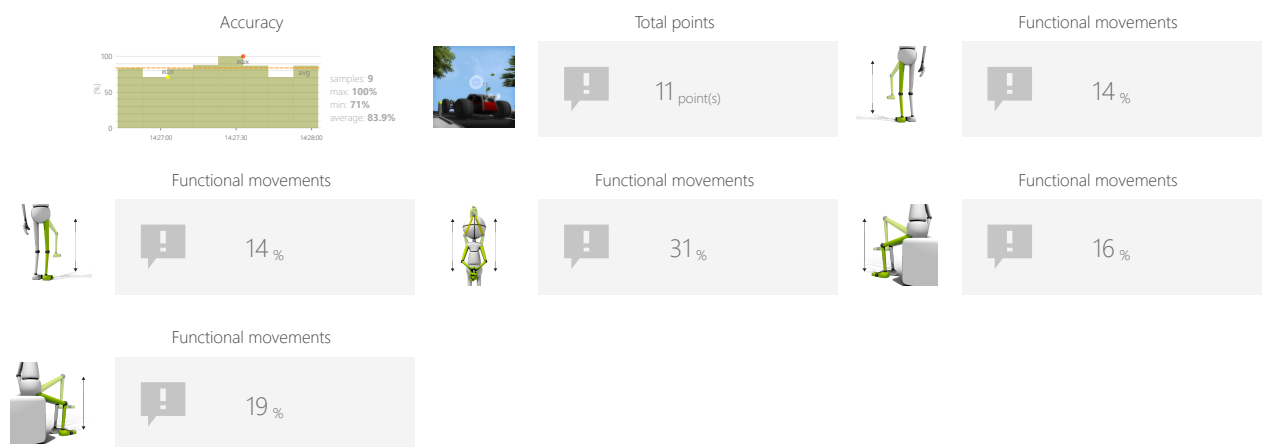 Accuracy
Total points
Functional movements
100
50
0
[%]
min
max
avg
14:27:00
14:27:30
14:28:00
samples: 9
max: 100%
min: 71%
average: 83.9%
11 point(s)
14 %
Functional movements
Functional movements
Functional movements
14 %
31 %
16 %
Functional movements
19 %